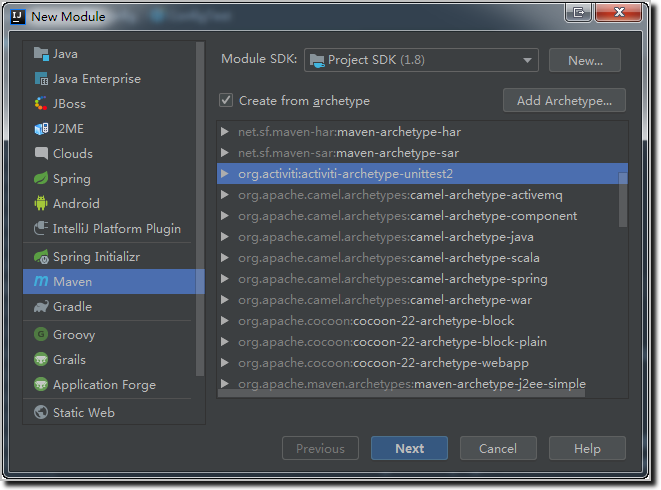 New Module
Java
Java Enterprise
JBoss
J2ME
Clouds
Spring
Android
IntelliJ Platform Plugin
Spring Initializr
Maven
Gradle
Groovy
Grails
Application Forge
Static Web
Module SDK: Project SDK (1.8) New...
Create from archetype Add Archetype...
net.sf.maven-har:maven-archetype-har
net.sf.maven-sar:maven-archetype-sar
org.activiti:activiti-archetype-unittest2
org.apache.camel.archetypes:camel-archetype-activemq
org.apache.camel.archetypes:camel-archetype-component
org.apache.camel.archetypes:camel-archetype-java
org.apache.camel.archetypes:camel-archetype-scala
org.apache.camel.archetypes:camel-archetype-spring
org.apache.camel.archetypes:camel-archetype-war
org.apache.cocoon:cocoon-22-archetype-block
org.apache.cocoon:cocoon-22-archetype-block-plain
org.apache.cocoon:cocoon-22-archetype-webapp
org.apache.maven.archetypes:maven-archetype-j2ee-simple
Previous Next Cancel Help